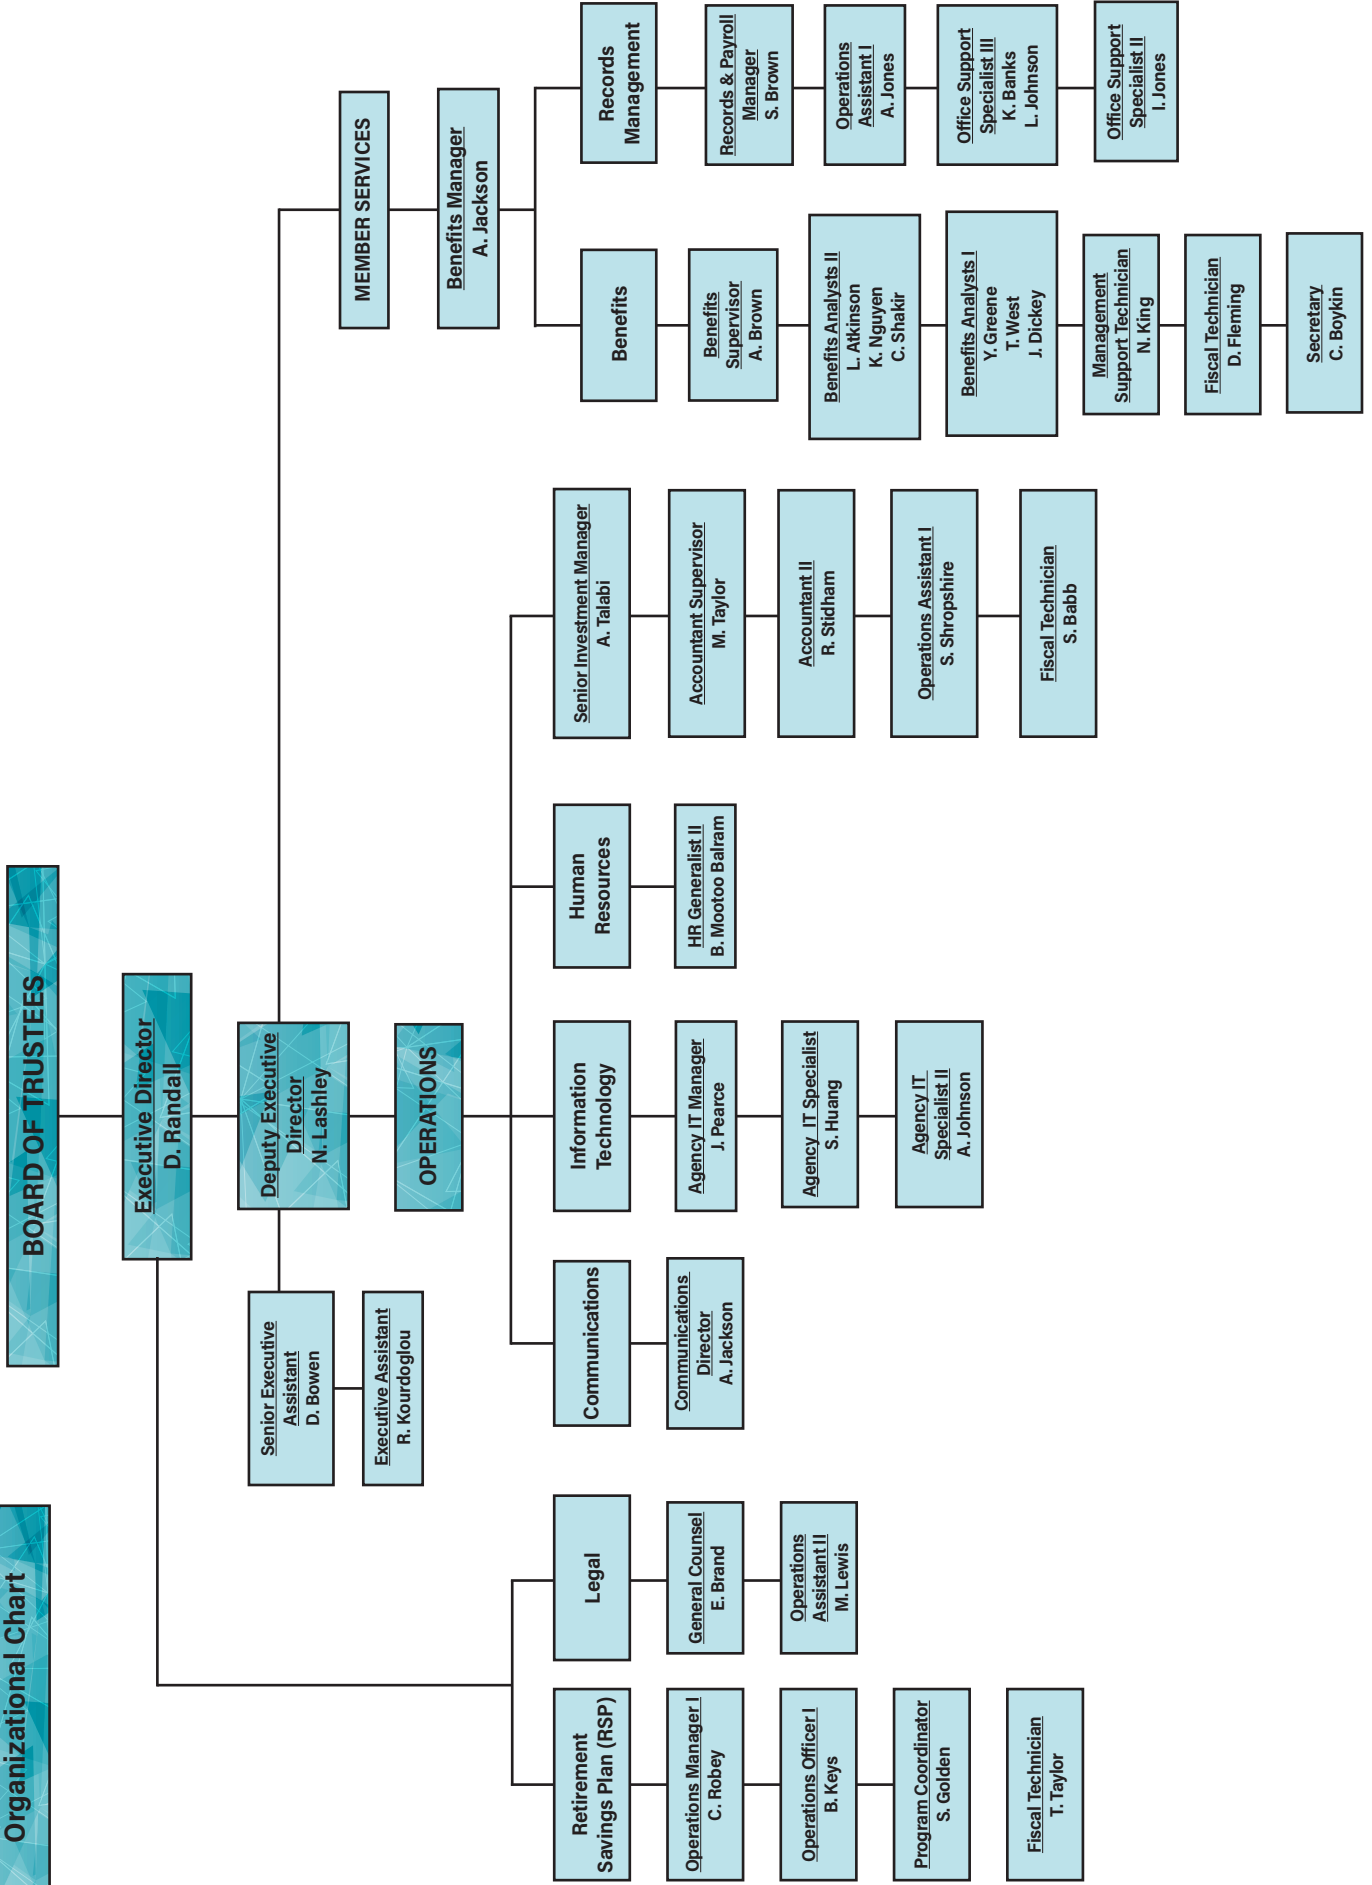 Organizational Chart
BOARD OF TRUSTEES
Executive Director
D. Randall
Deputy Executive
Director
N. Lashley
Senior Executive
Assistant
D. Bowen
Executive Assistant
R. Kourdoglou
OPERATIONS
MEMBER SERVICES
Benefits Manager
A. Jackson
Retirement
Savings Plan (RSP)
Operations Manager I
C. Robey
Operations Officer I
B. Keys
Program Coordinator
S. Golden
Fiscal Technician
T. Taylor
Legal
General Counsel
E. Brand
Operations
Assistant II
M. Lewis
Communications
Communications
Director
A. Jackson
Information
Technology
Agency IT Manager
J. Pearce
Agency IT Specialist
S. Huang
Agency IT
Specialist II
A. Johnson
Human
Resources
HR Generalist II
B. Mootoo Balram
Senior Investment Manager
A. Talabi
Accountant Supervisor
M. Taylor
Accountant II
R. Stidham
Operations Assistant I
S. Shropshire
Fiscal Technician
S. Babb
Benefits
Benefits
Supervisor
A. Brown
Benefits Analysts II
L. Atkinson
K. Nguyen
C. Shakir
Benefits Analysts I
Y. Greene
T. West
J. Dickey
Management
Support Technician
N. King
Fiscal Technician
D. Fleming
Secretary
C. Boykin
Records
Management
Records & Payroll
Manager
S. Brown
Operations
Assistant I
A. Jones
Office Support
Specialist III
K. Banks
L. Johnson
Office Support
Specialist II
I. Jones